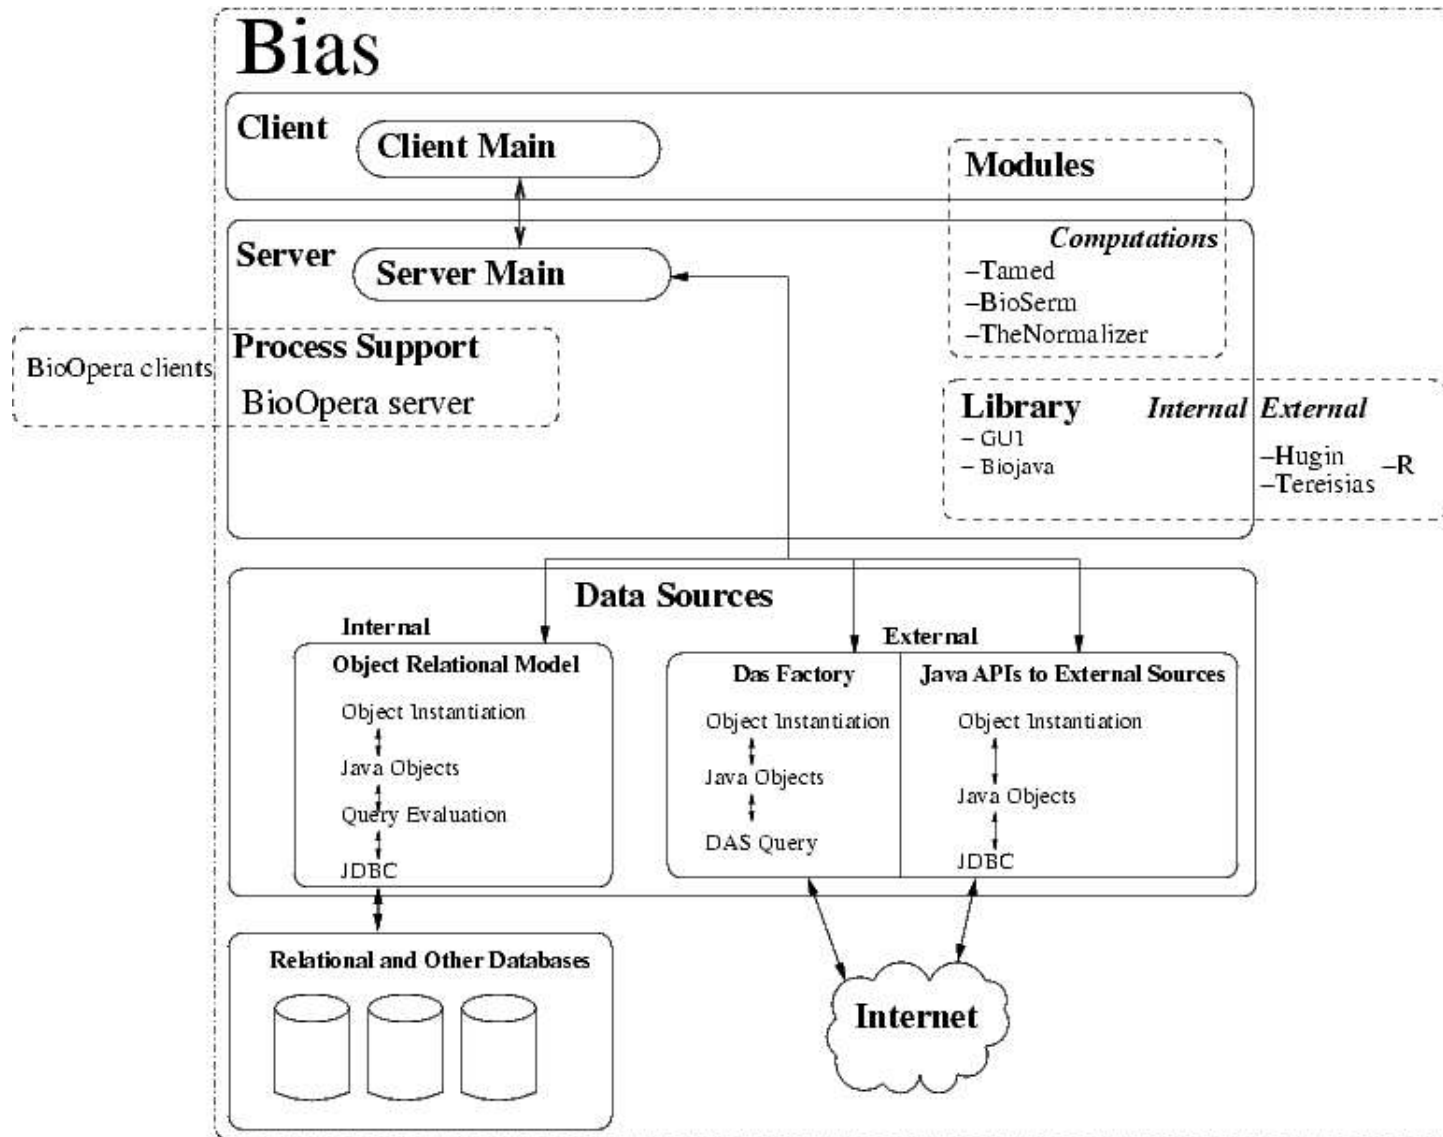 Bias
Client
Client Main
Modules
Server
Server Main
Computations
–Tamed
–BioSerm
–TheNormalizer
Process Support
BioOpera clients
BioOpera server
Library
Internal
External
– GUI
– Biojava
–Hugin
–R
–Tereisias
Data Sources
Internal
External
Object Relational Model
Das Factory
Java APIs to External Sources
Object Instantiation
Java Objects
Query Evaluation
JDBC
Object Instantiation
Java Objects
DAS Query
Object Instantiation
Java Objects
JDBC
Relational and Other Databases
Internet